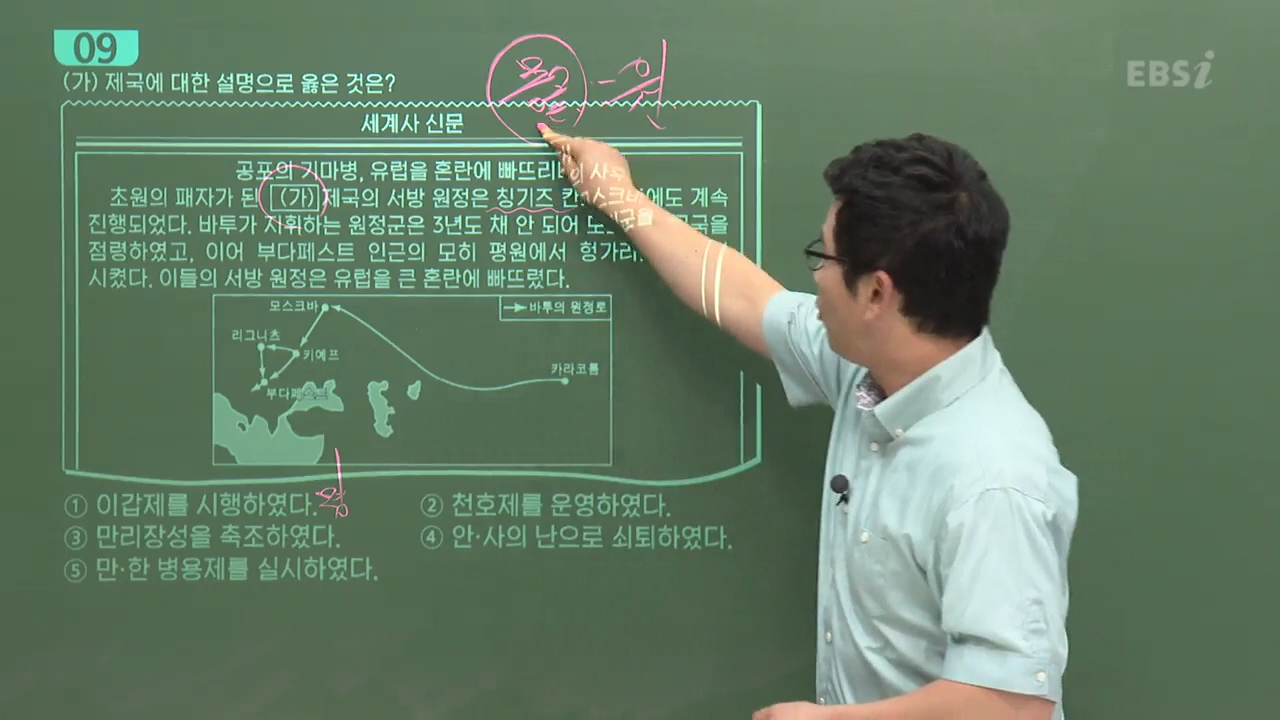 09
EBSi
(가) 제국에 대한 설명으로 옳은 것은?
몽골 - 원
세계사 신문
공포의 기마병, 유럽을 혼란에 빠뜨리
초원의 패자가 된 (가) 제국의 서방 원정은 칭기즈 칸 에도 계속
진행되었다. 바투가 지휘하는 원정군은 3년도 채 안 되어
점령하였고, 이어 부다페스트 인근의 모히 평원에서 헝가리
시켰다. 이들의 서방 원정은 유럽을 큰 혼란에 빠뜨렸다.
모스크바
바투의 원정로
리그니츠
키예프
카라코룸
부다페스트
① 이갑제를 시행하였다. 명
② 천호제를 운영하였다.
③ 만리장성을 축조하였다.
④ 안·사의 난으로 쇠퇴하였다.
⑤ 만·한 병용제를 실시하였다.